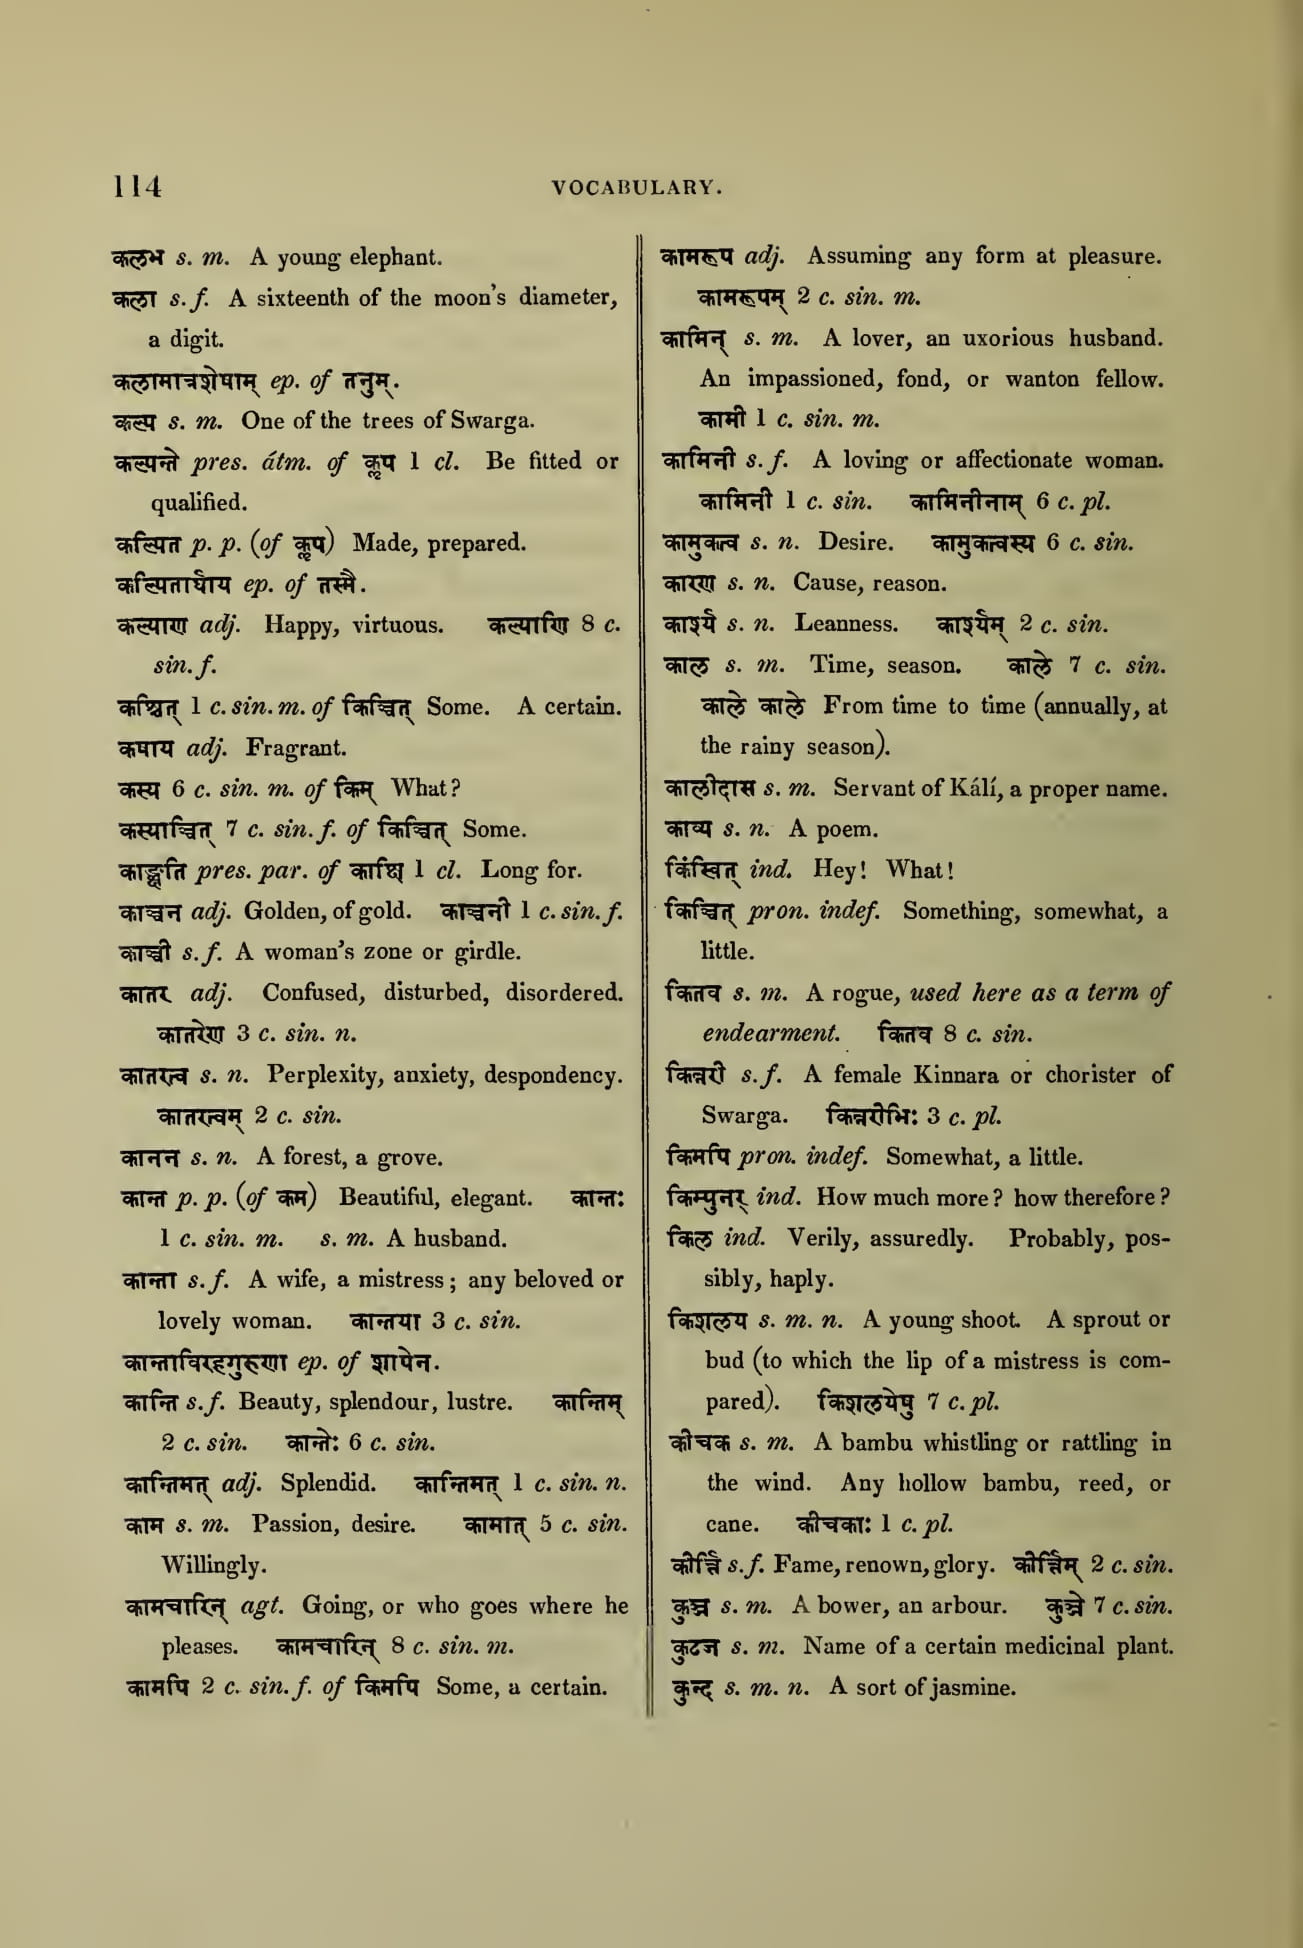 114
VOCABULARY.
कलभ s. m. A young elephant.
कला s. f. A sixteenth of the moon's diameter,
a digit.
कलामात्रशेषाम् ep. of तनुम्.
कल्प s. m. One of the trees of Swarga.
कल्पन्ते pres. átm. of कॢप 1 cl. Be fitted or
qualified.
कल्पित p. p. (of कॢप) Made, prepared.
कल्पितार्घाय ep. of तस्मै.
कल्याण adj. Happy, virtuous. कल्याणि 8 c.
sin. f.
कश्चित् 1 c. sin. m. of किञ्चित् Some. A certain.
कषाय adj. Fragrant.
कस्य 6 c. sin. m. of किम् What?
कस्याञ्चित् 7 c. sin. f. of किञ्चित् Some.
काङ्क्षति pres. par. of काक्षि 1 cl. Long for.
काञ्चन adj. Golden, of gold. काञ्चनी 1 c. sin. f.
काञ्ची s. f. A woman's zone or girdle.
कातर adj. Confused, disturbed, disordered.
कातरेण 3 c. sin. n.
कातरत्व s. n. Perplexity, anxiety, despondency.
कातरत्वम् 2 c. sin.
कानन s. n. A forest, a grove.
कान्त p. p. (of कम) Beautiful, elegant. कान्तः
1 c. sin. m. s. m. A husband.
कान्ता s. f. A wife, a mistress; any beloved or
lovely woman. कान्तया 3 c. sin.
कान्ताविरहगुरूणा ep. of शापेन.
कान्ति s. f. Beauty, splendour, lustre. कान्तिम्
2 c. sin. कान्तेः 6 c. sin.
कान्तिमत् adj. Splendid. कान्तिमत् 1 c. sin. n.
काम s. m. Passion, desire. कामात् 5 c. sin.
Willingly.
कामचारिन् agt. Going, or who goes where he
pleases. कामचारिन् 8 c. sin. m.
कामपि 2 c. sin. f. of किमपि Some, a certain.
कामरूप adj. Assuming any form at pleasure.
कामरूपम् 2 c. sin. m.
कामिन् s. m. A lover, an uxorious husband.
An impassioned, fond, or wanton fellow.
कामी 1 c. sin. m.
कामिनी s. f. A loving or affectionate woman.
कामिनी 1 c. sin. कामिनीनाम् 6 c. pl.
कामुकत्व s. n. Desire. कामुकत्वस्य 6 c. sin.
कारण s. n. Cause, reason.
कार्श्य s. n. Leanness. कार्श्यम् 2 c. sin.
काल s. m. Time, season. काले 7 c. sin.
काले काले From time to time (annually, at
the rainy season).
कालीदास s. m. Servant of Kálí, a proper name.
काव्य s. n. A poem.
किंस्वित् ind. Hey! What!
किञ्चित् pron. indef. Something, somewhat, a
little.
कितव s. m. A rogue, used here as a term of
endearment. कितव 8 c. sin.
किन्नरी s. f. A female Kinnara or chorister of
Swarga. किन्नरीभिः 3 c. pl.
किमपि pron. indef. Somewhat, a little.
किम्पुनर् ind. How much more? how therefore?
किल ind. Verily, assuredly. Probably, pos-
sibly, haply.
किशलय s. m. n. A young shoot. A sprout or
bud (to which the lip of a mistress is com-
pared). किशलयेषु 7 c. pl.
कीचक s. m. A bambu whistling or rattling in
the wind. Any hollow bambu, reed, or
cane. कीचकाः 1 c. pl.
कीर्त्ति s. f. Fame, renown, glory. कीर्त्तिम् 2 c. sin.
कुञ्ज s. m. A bower, an arbour. कुञ्जे 7 c. sin.
कुटज s. m. Name of a certain medicinal plant.
कुन्द s. m. n. A sort of jasmine.